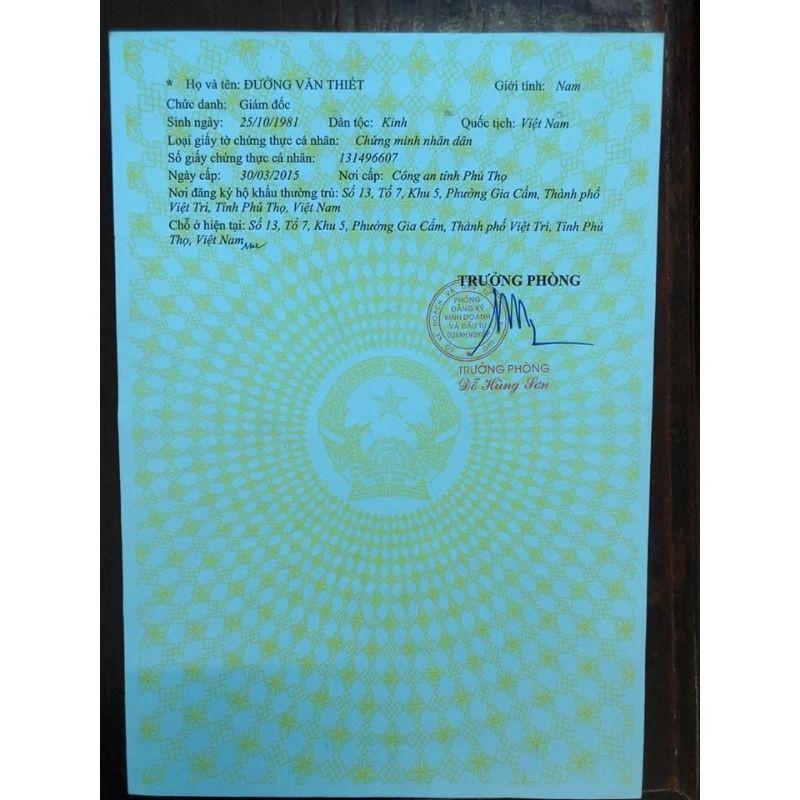 * Họ và tên: ĐƯỜNG VĂN THIẾT Giới tính: Nam
Chức danh: Giám đốc
Sinh ngày: 25/10/1981 Dân tộc: Kinh Quốc tịch: Việt Nam
Loại giấy tờ chứng thực cá nhân: Chứng minh nhân dân
Số giấy chứng thực cá nhân: 131496607
Ngày cấp: 30/03/2015 Nơi cấp: Công an tỉnh Phú Thọ
Nơi đăng ký hộ khẩu thường trú: Số 13, Tổ 7, Khu 5, Phường Gia Cẩm, Thành phố
Việt Trì, Tỉnh Phú Thọ, Việt Nam
Chỗ ở hiện tại: Số 13, Tổ 7, Khu 5, Phường Gia Cẩm, Thành phố Việt Trì, Tỉnh Phú
Thọ, Việt Nam
TRƯỞNG PHÒNG
PHÒNG
ĐĂNG KÝ
KINH DOANH
VÀ ĐẦU TƯ
DOANH NGHIỆP
TRƯỞNG PHÒNG
Đỗ Hùng Sơn